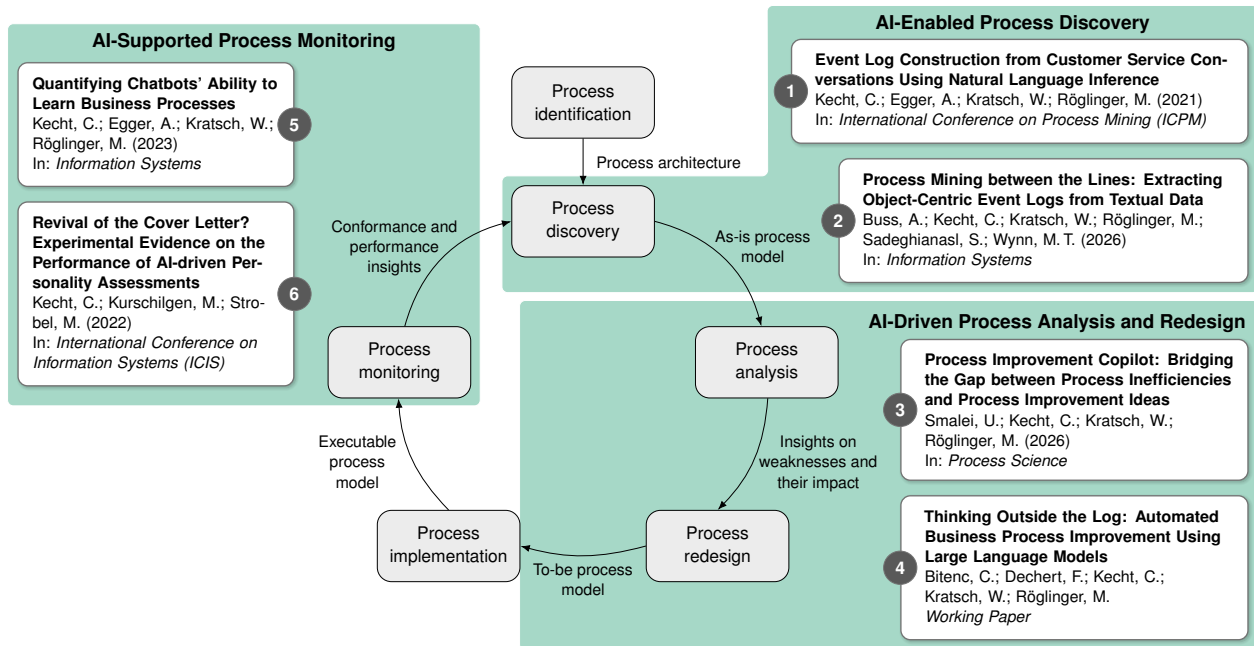 AI-Supported Process Monitoring
Quantifying Chatbots' Ability to
Learn Business Processes
Kecht, C.; Egger, A.; Kratsch, W.;
Röglinger, M. (2023)
In: Information Systems
5
Revival of the Cover Letter?
Experimental Evidence on the
Performance of AI-driven Per-
sonality Assessments
Kecht, C.; Kurschilgen, M.; Stro-
bel, M. (2022)
In: International Conference on
Information Systems (ICIS)
6
AI-Enabled Process Discovery
Event Log Construction from Customer Service Con-
versations Using Natural Language Inference
Kecht, C.; Egger, A.; Kratsch, W.; Röglinger, M. (2021)
In: International Conference on Process Mining (ICPM)
1
Process Mining between the Lines: Extracting
Object-Centric Event Logs from Textual Data
Buss, A.; Kecht, C.; Kratsch, W.; Röglinger, M.;
Sadeghianasl, S.; Wynn, M. T. (2026)
In: Information Systems
2
AI-Driven Process Analysis and Redesign
Process Improvement Copilot: Bridging
the Gap between Process Inefficiencies
and Process Improvement Ideas
Smalei, U.; Kecht, C.; Kratsch, W.;
Röglinger, M. (2026)
In: Process Science
3
Thinking Outside the Log: Automated
Business Process Improvement Using
Large Language Models
Bitenc, C.; Dechert, F.; Kecht, C.;
Kratsch, W.; Röglinger, M.
Working Paper
4
Process
identification
Process architecture
Process
discovery
As-is process
model
Process
analysis
Insights on
weaknesses and
their impact
Process
redesign
To-be process
model
Process
implementation
Executable
process
model
Process
monitoring
Conformance and
performance
insights